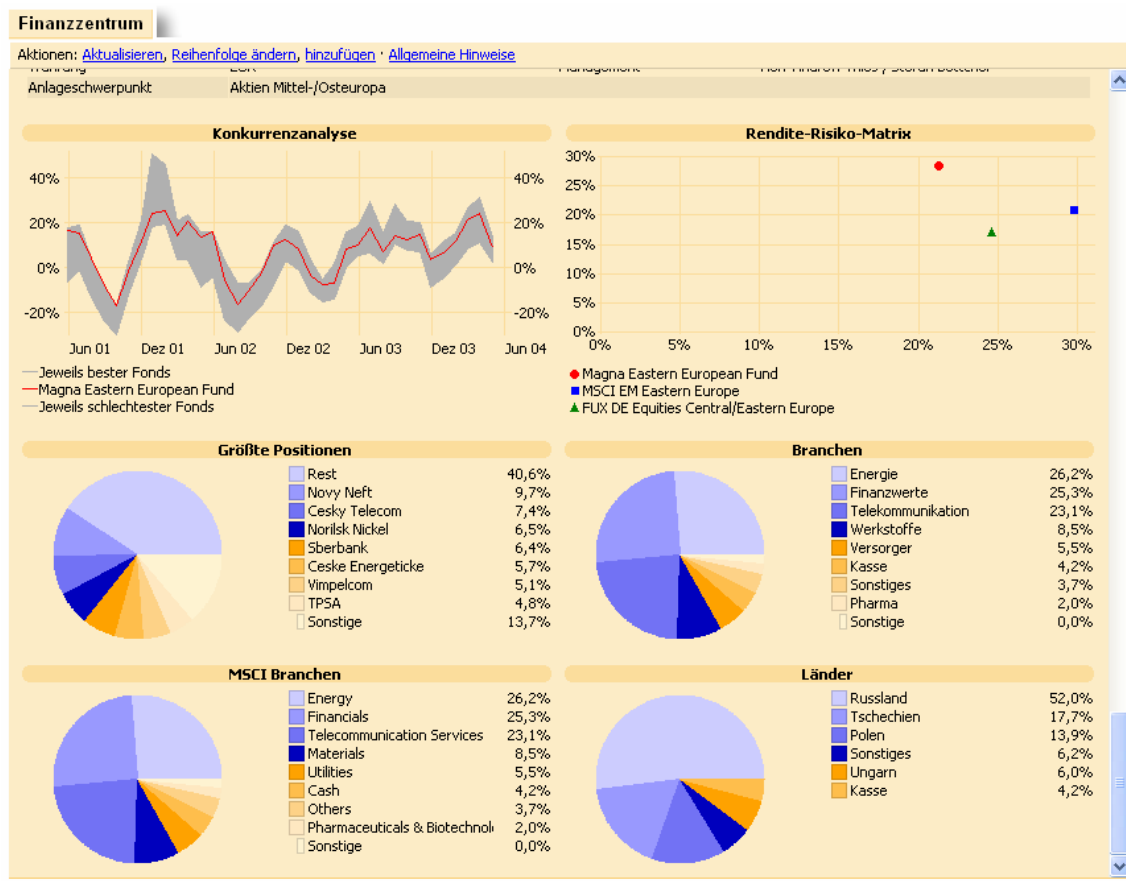 Finanzzentrum
Aktionen: Aktualisieren, Reihenfolge ändern, hinzufügen · Allgemeine Hinweise
Anlageschwerpunkt Aktien Mittel-/Osteuropa
Konkurrenzanalyse
40% 40%
20% 20%
0% 0%
-20% -20%
Jun 01 Dez 01 Jun 02 Dez 02 Jun 03 Dez 03 Jun 04
Jeweils bester Fonds
Magna Eastern European Fund
Jeweils schlechtester Fonds
Rendite-Risiko-Matrix
30%
25%
20%
15%
10%
5%
0%
0% 5% 10% 15% 20% 25% 30%
Magna Eastern European Fund
MSCI EM Eastern Europe
FUX DE Equities Central/Eastern Europe
Größte Positionen
Rest 40,6%
Novy Neft 9,7%
Cesky Telecom 7,4%
Norilsk Nickel 6,5%
Sberbank 6,4%
Ceske Energeticke 5,7%
Vimpelcom 5,1%
TPSA 4,8%
Sonstige 13,7%
Branchen
Energie 26,2%
Finanzwerte 25,3%
Telekommunikation 23,1%
Werkstoffe 8,5%
Versorger 5,5%
Kasse 4,2%
Sonstiges 3,7%
Pharma 2,0%
Sonstige 0,0%
MSCI Branchen
Energy 26,2%
Financials 25,3%
Telecommunication Services 23,1%
Materials 8,5%
Utilities 5,5%
Cash 4,2%
Others 3,7%
Pharmaceuticals & Biotechnol 2,0%
Sonstige 0,0%
Länder
Russland 52,0%
Tschechien 17,7%
Polen 13,9%
Sonstiges 6,2%
Ungarn 6,0%
Kasse 4,2%